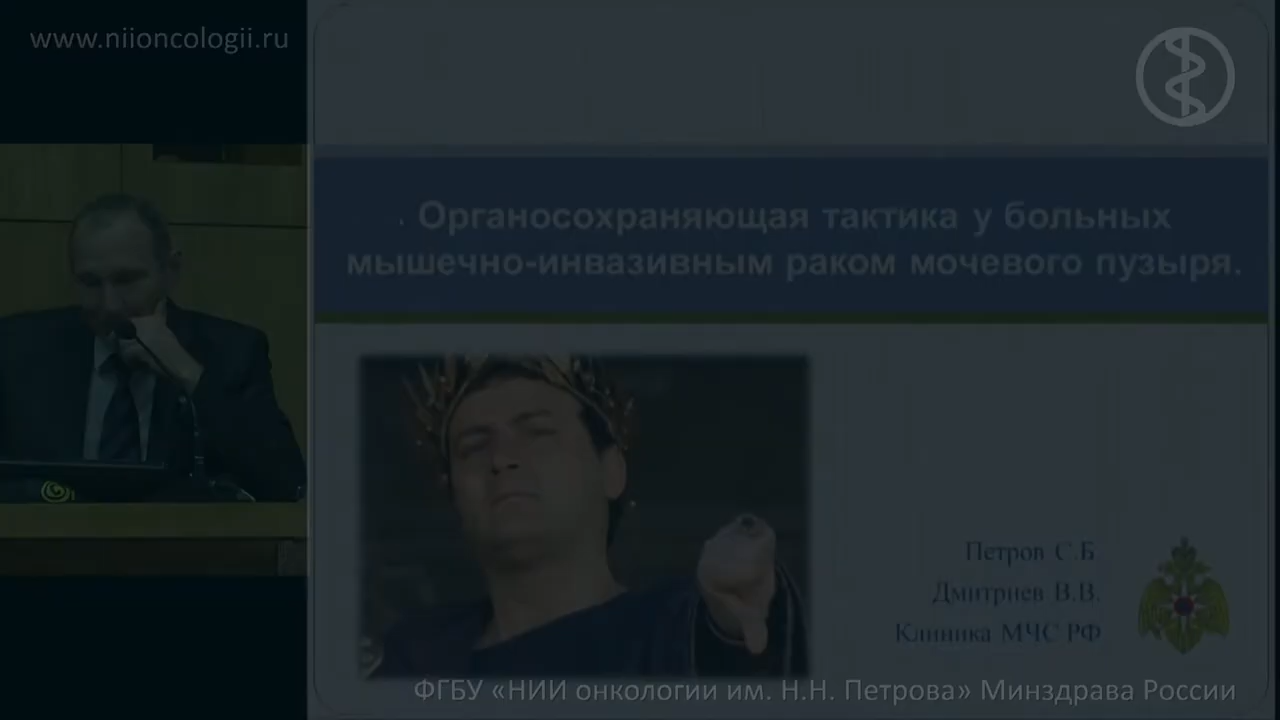 www.niioncologii.ru
. Органосохраняющая тактика у больных
мышечно-инвазивным раком мочевого пузыря.
Петров С.Б
Дмитриев В.В.
Клиника МЧС РФ
ФГБУ «НИИ онкологии им. Н.Н. Петрова» Минздрава России